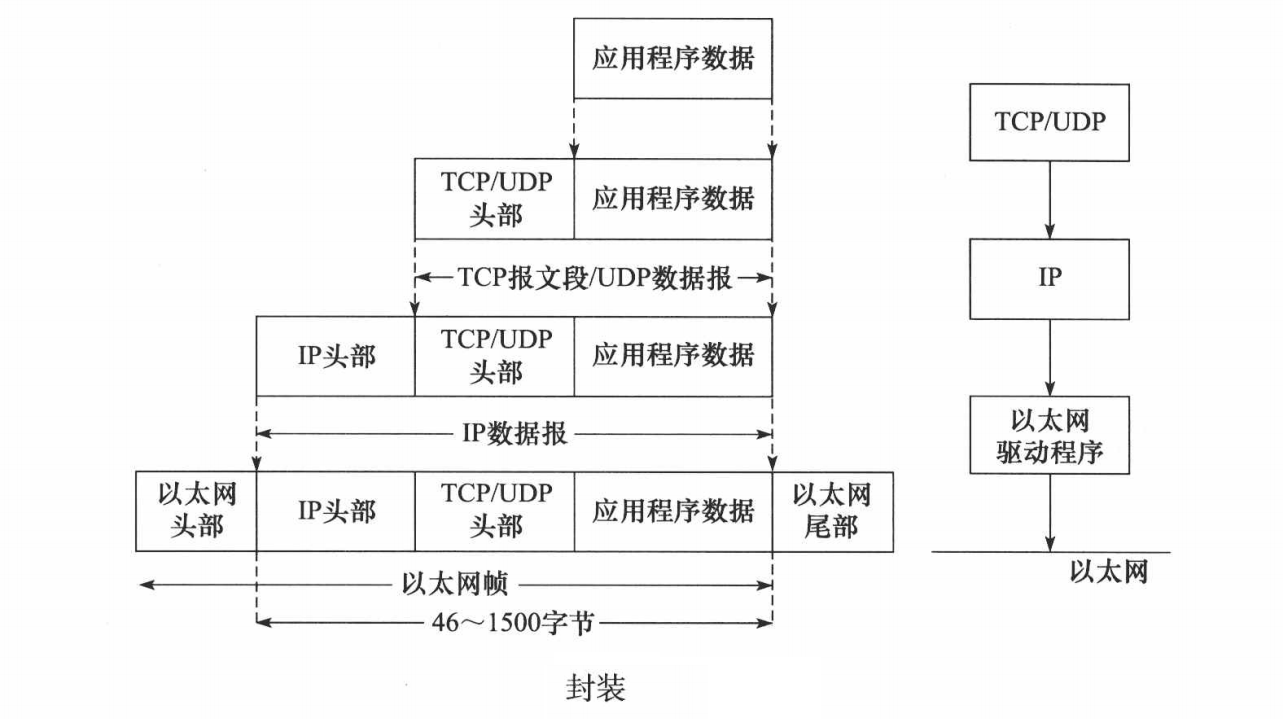 应用程序数据
TCP/UDP
头部
应用程序数据
TCP报文段/UDP数据报
IP头部
TCP/UDP
头部
应用程序数据
IP数据报
以太网
头部
IP头部
TCP/UDP
头部
应用程序数据
以太网
尾部
以太网帧
46～1500字节
TCP/UDP
IP
以太网
驱动程序
以太网
封装